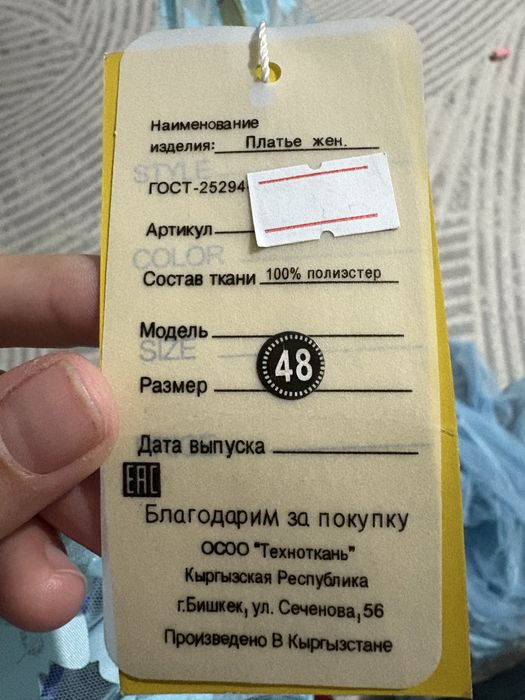 Наименование
изделия: Платье жен.
STYLE
ГОСТ-25294
Артикул
COLOR
Состав ткани 100% полиэстер
Модель
SIZE
48
Размер
Дата выпуска
EAC
Благодарим за покупку
ОСОО "Техноткань"
Кыргызская Республика
г.Бишкек, ул. Сеченова,56
Произведено В Кыргызстане